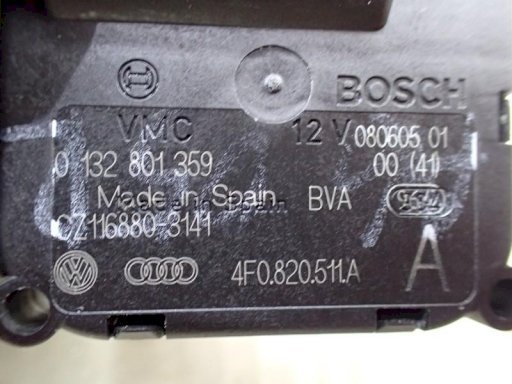 BOSCH
VMC 12 V 080605 01
0 132 801 359 00 (41)
Made in Spain BVA
CZ116880-3141
4F0.820.511.A A